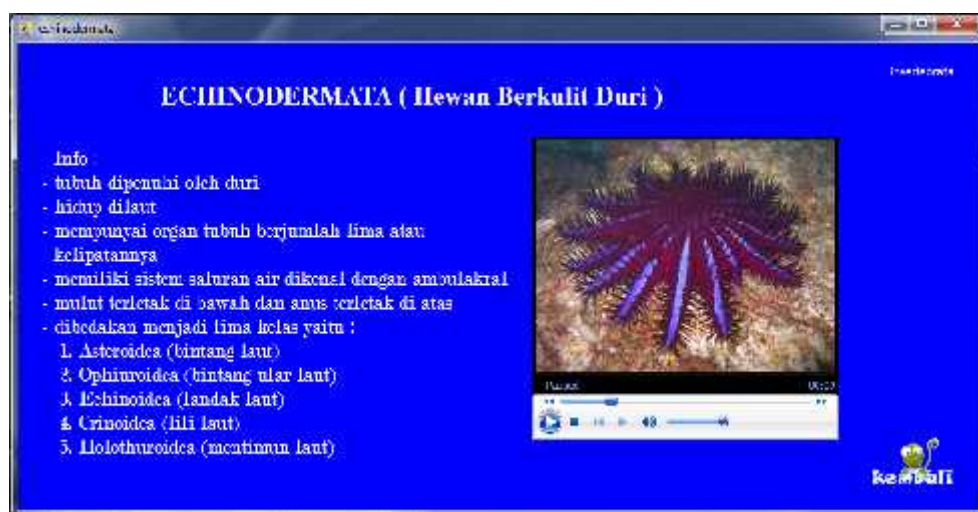 echinodermata
Invertebrata
ECHINODERMATA ( Hewan Berkulit Duri )
Info
- tubuh dipenuhi oleh duri
- hidup dilaut
- mempunyai organ tubuh berjumlah lima atau
kelipatannya
- memiliki sistem saluran air dikenal dengan ambulakral
- mulut terletak di bawah dan anus terletak di atas
- dibedakan menjadi lima kelas yaitu :
1. Asteroidea (bintang laut)
2. Ophiuroidea (bintang ular laut)
3. Echinoidea (landak laut)
4. Crinoidea (lili laut)
5. Holothuroidea (mentimun laut)
Paused
kembali